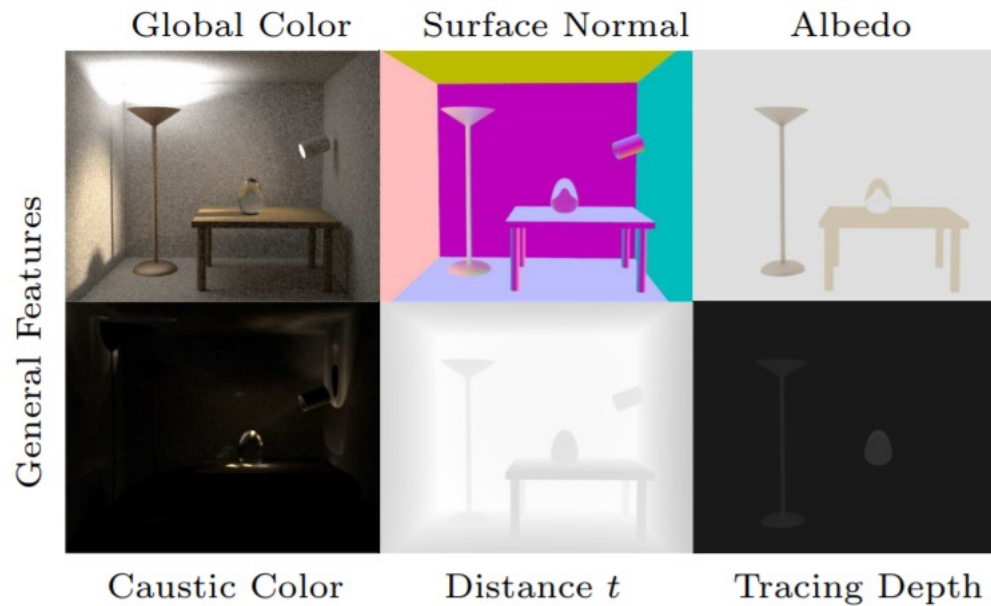 Global Color
Surface Normal
Albedo
General Features
Caustic Color
Distance t
Tracing Depth